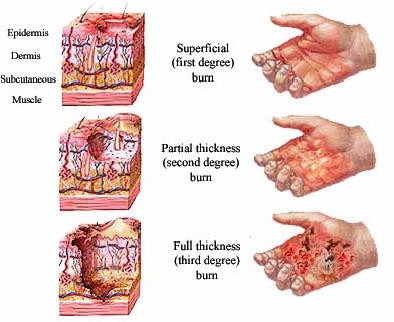 Epidermis
Dermis
Subcutaneous
Muscle
Superficial
(first degree)
burn
Partial thickness
(second degree)
burn
Full thickness
(third degree)
burn